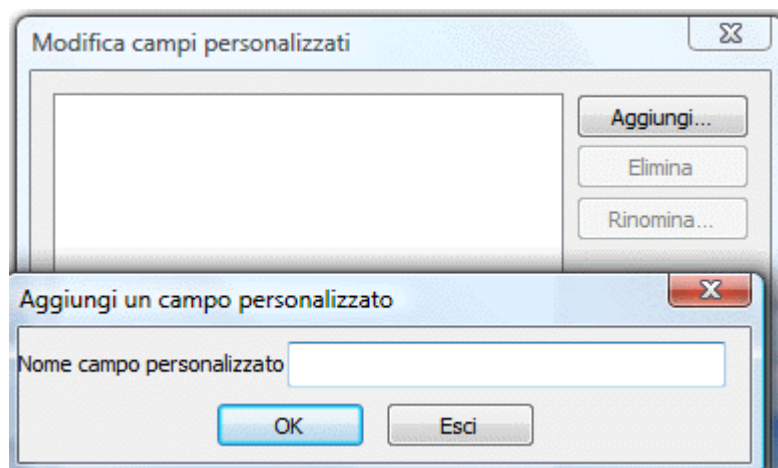 Modifica campi personalizzati
Aggiungi...
Elimina
Rinomina...
Aggiungi un campo personalizzato
Nome campo personalizzato
OK Esci